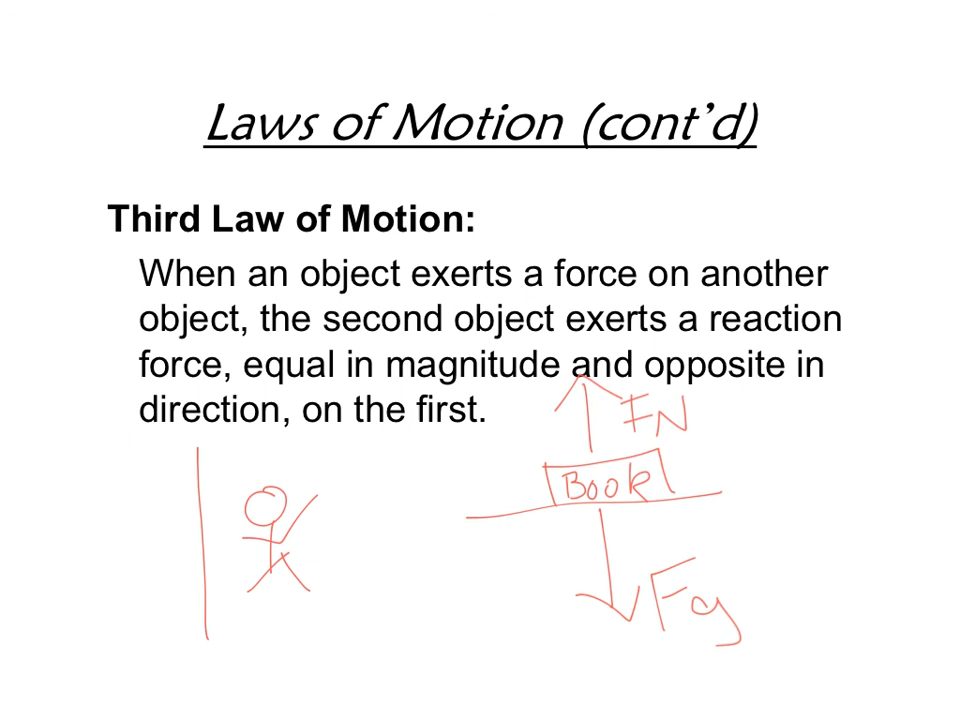 Laws of Motion (cont’d)
Third Law of Motion:
When an object exerts a force on another
object, the second object exerts a reaction
force, equal in magnitude and opposite in
direction, on the first.
FN
Book
Fg